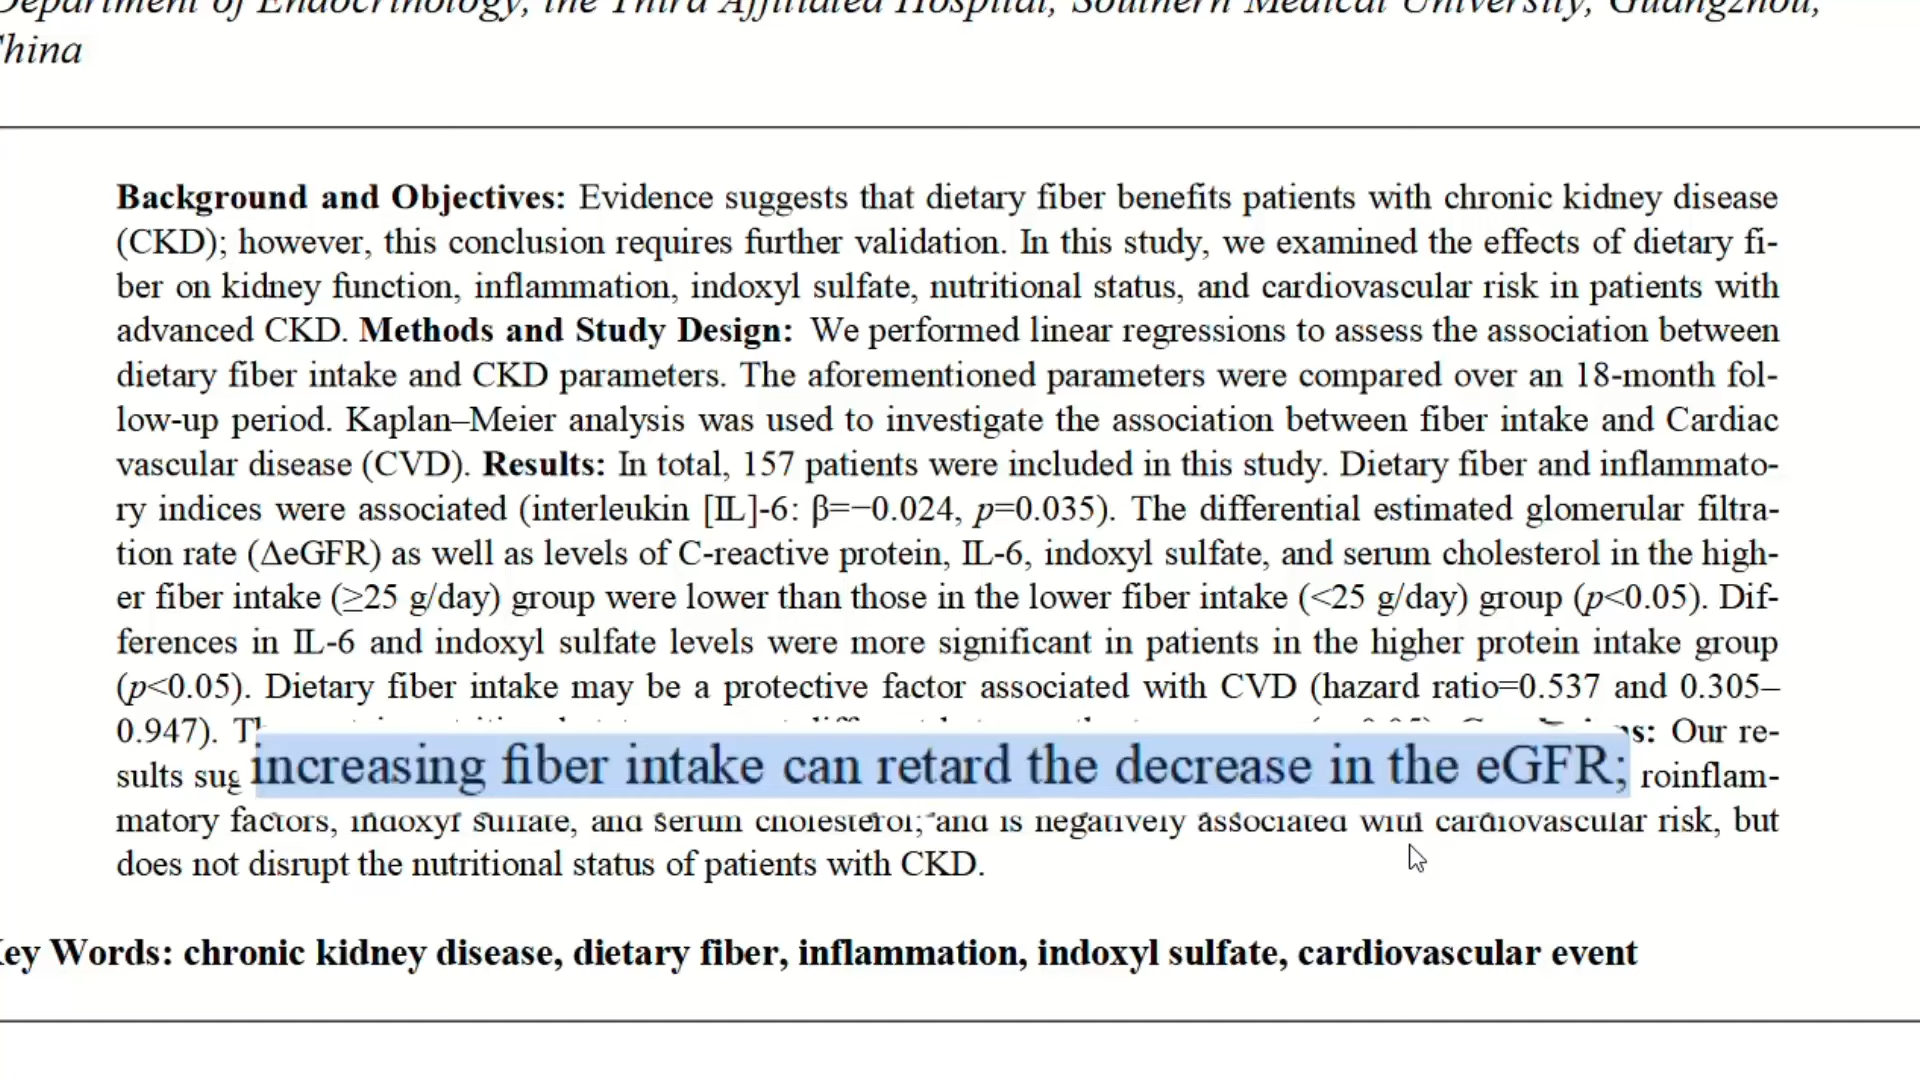 Department of Endocrinology, the Third Affiliated Hospital, Southern Medical University, Guangzhou,
China
Background and Objectives: Evidence suggests that dietary fiber benefits patients with chronic kidney disease
(CKD); however, this conclusion requires further validation. In this study, we examined the effects of dietary fi-
ber on kidney function, inflammation, indoxyl sulfate, nutritional status, and cardiovascular risk in patients with
advanced CKD. Methods and Study Design: We performed linear regressions to assess the association between
dietary fiber intake and CKD parameters. The aforementioned parameters were compared over an 18-month fol-
low-up period. Kaplan–Meier analysis was used to investigate the association between fiber intake and Cardiac
vascular disease (CVD). Results: In total, 157 patients were included in this study. Dietary fiber and inflammato-
ry indices were associated (interleukin [IL]-6: β=−0.024, p=0.035). The differential estimated glomerular filtra-
tion rate (ΔeGFR) as well as levels of C-reactive protein, IL-6, indoxyl sulfate, and serum cholesterol in the high-
er fiber intake (≥25 g/day) group were lower than those in the lower fiber intake (<25 g/day) group (p<0.05). Dif-
ferences in IL-6 and indoxyl sulfate levels were more significant in patients in the higher protein intake group
(p<0.05). Dietary fiber intake may be a protective factor associated with CVD (hazard ratio=0.537 and 0.305–
0.947). Our re-
sults
increasing fiber intake can retard the decrease in the eGFR;
roinflam-
matory factors, indoxyl sulfate, and serum cholesterol; and is negatively associated with cardiovascular risk, but
does not disrupt the nutritional status of patients with CKD.
Key Words: chronic kidney disease, dietary fiber, inflammation, indoxyl sulfate, cardiovascular event